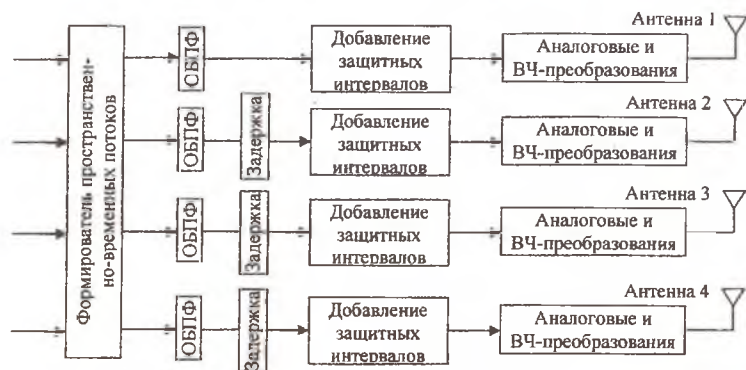 Формирователь пространствен-
но-временных потоков
ОБПФ
Добавление
защитных
интервалов
Аналоговые и
ВЧ-преобразования
Антенна 1
ОБПФ
Задержка
Добавление
защитных
интервалов
Аналоговые и
ВЧ-преобразования
Антенна 2
ОБПФ
Задержка
Добавление
защитных
интервалов
Аналоговые и
ВЧ-преобразования
Антенна 3
ОБПФ
Задержка
Добавление
защитных
интервалов
Аналоговые и
ВЧ-преобразования
Антенна 4